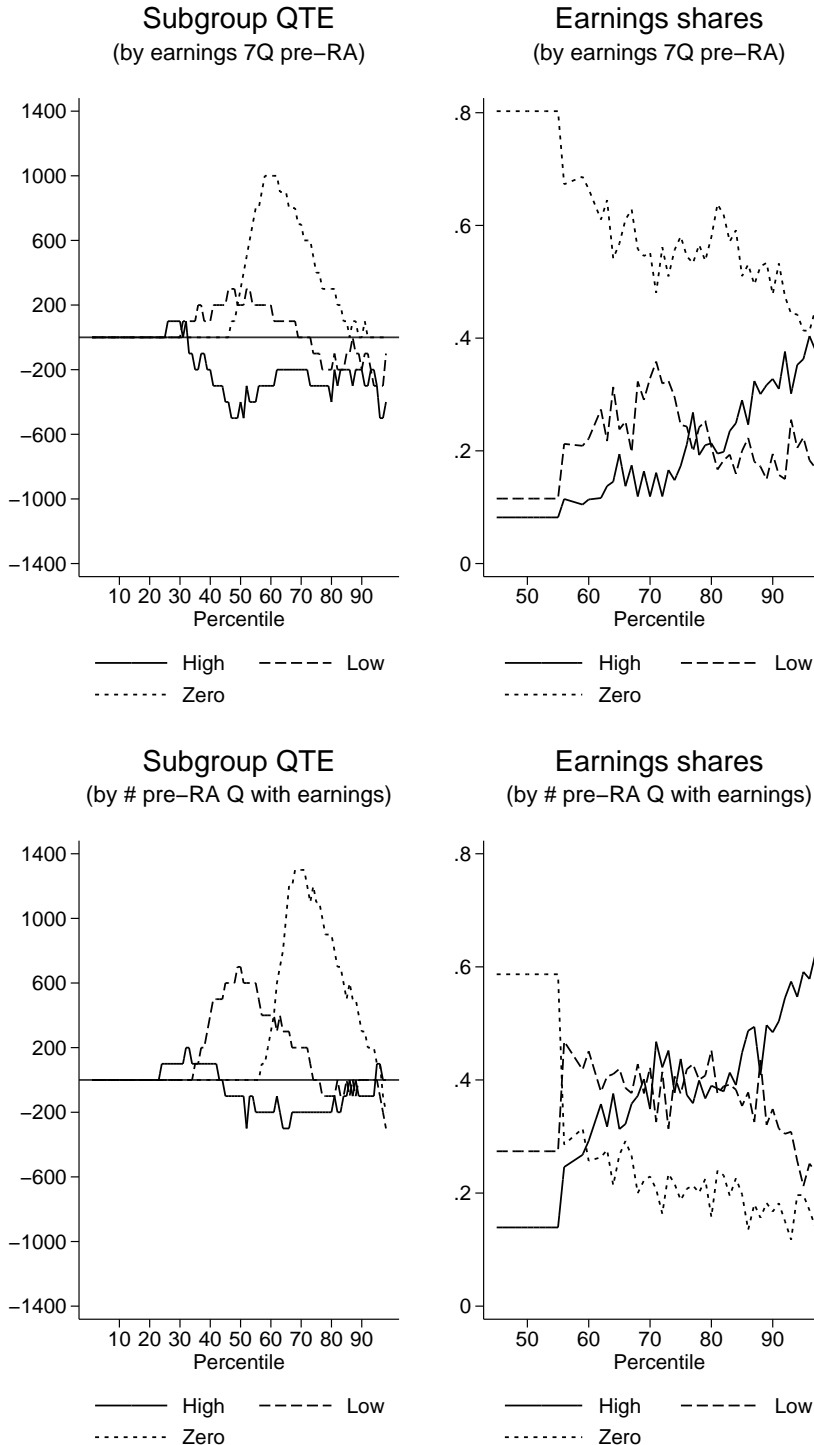 Subgroup QTE
(by earnings 7Q pre−RA)
1400
1000
600
200
−200
−600
−1000
−1400
10 20 30 40 50 60 70 80 90
Percentile
High Low
Zero
Earnings shares
(by earnings 7Q pre−RA)
.8
.6
.4
.2
0
50 60 70 80 90
Percentile
High Low
Zero
Subgroup QTE
(by # pre−RA Q with earnings)
1400
1000
600
200
−200
−600
−1000
−1400
10 20 30 40 50 60 70 80 90
Percentile
High Low
Zero
Earnings shares
(by # pre−RA Q with earnings)
.8
.6
.4
.2
0
50 60 70 80 90
Percentile
High Low
Zero